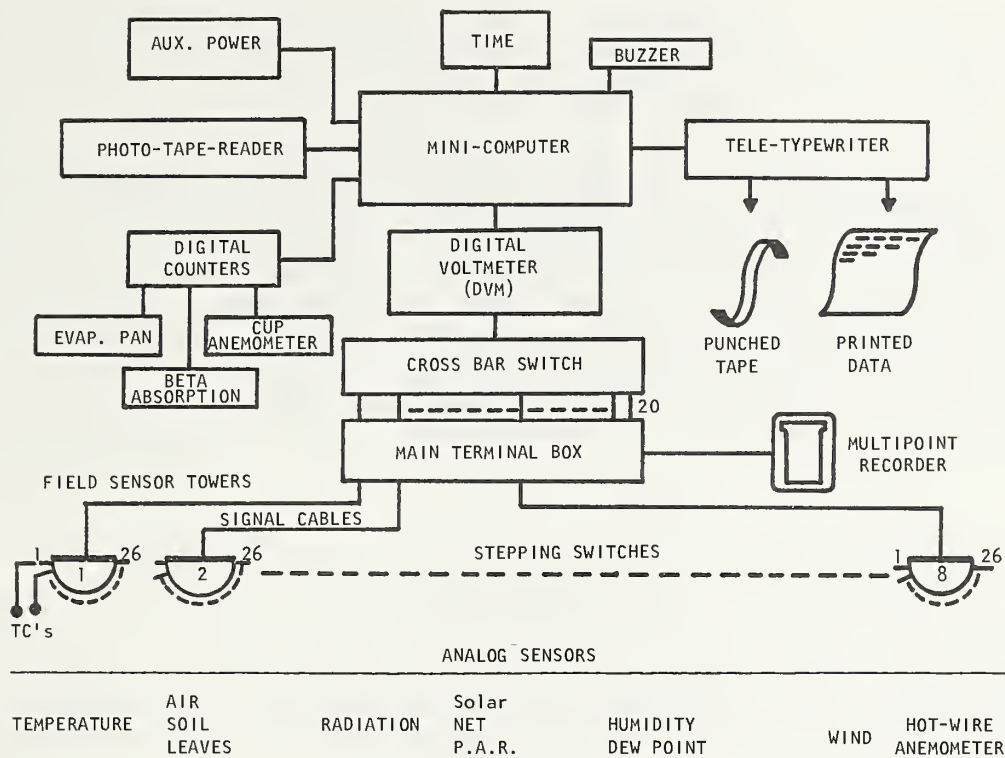 AUX. POWER
TIME
BUZZER
PHOTO-TAPE-READER
MINI-COMPUTER
TELE-TYPEWRITER
DIGITAL
COUNTERS
DIGITAL
VOLTMETER
(DVM)
EVAP. PAN
CUP
ANEMOMETER
BETA
ABSORPTION
PUNCHED
TAPE
PRINTED
DATA
CROSS BAR SWITCH
20
MAIN TERMINAL BOX
MULTIPOINT
RECORDER
FIELD SENSOR TOWERS
SIGNAL CABLES
STEPPING SWITCHES
1 26
1
26
2
1 26
8
TC's
ANALOG SENSORS
TEMPERATURE
AIR
SOIL
LEAVES
RADIATION
Solar
NET
P.A.R.
HUMIDITY
DEW POINT
WIND
HOT-WIRE
ANEMOMETER